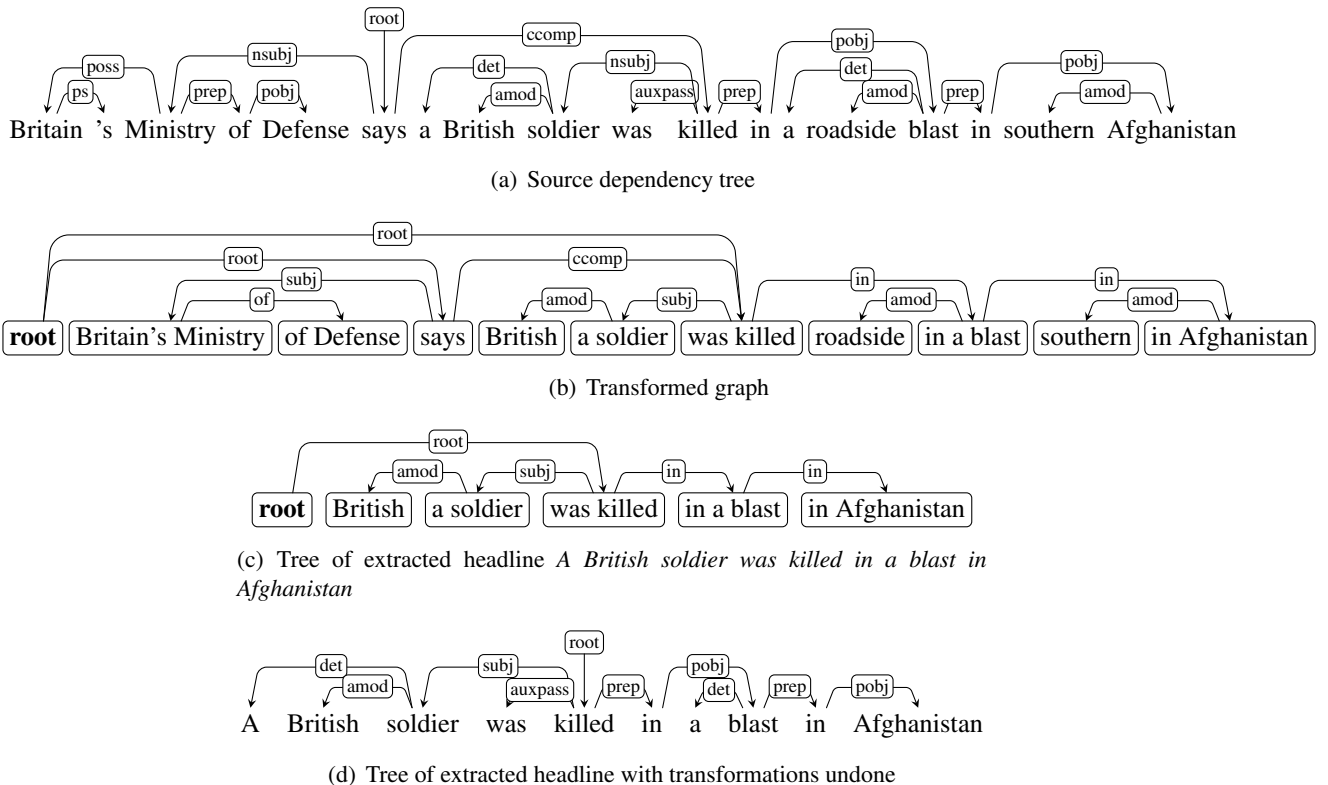 root
ccomp pobj
nsubj det nsubj det pobj
poss
ps prep pobj amod auxpass prep amod prep amod
Britain 's Ministry of Defense says a British soldier was killed in a roadside blast in southern Afghanistan
(a) Source dependency tree
root
root ccomp
subj in in
of amod subj amod amod
root Britain's Ministry of Defense says British a soldier was killed roadside in a blast southern in Afghanistan
(b) Transformed graph
root
amod subj in in
root British a soldier was killed in a blast in Afghanistan
(c) Tree of extracted headline A British soldier was killed in a blast in
Afghanistan
root
det subj pobj
amod auxpass prep det prep pobj
A British soldier was killed in a blast in Afghanistan
(d) Tree of extracted headline with transformations undone